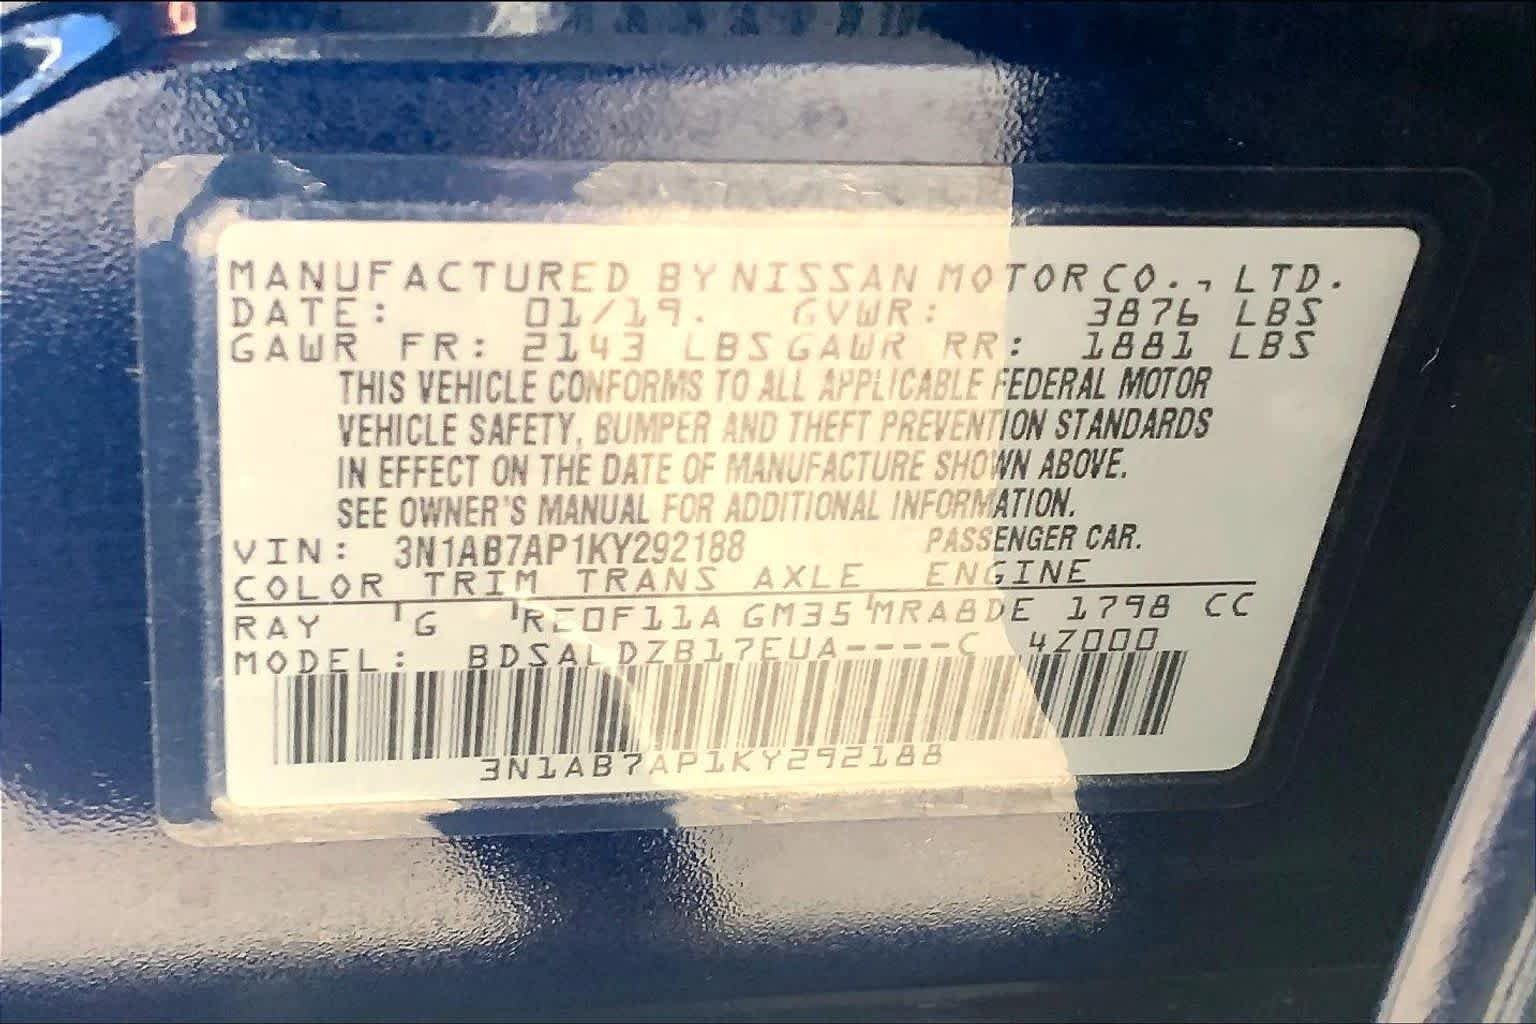 MANUFACTURED BY NISSAN MOTOR CO., LTD.
DATE: 01/19. GVWR: 3876 LBS
GAWR FR: 2143 LBS GAWR RR: 1881 LBS
THIS VEHICLE CONFORMS TO ALL APPLICABLE FEDERAL MOTOR
VEHICLE SAFETY, BUMPER AND THEFT PREVENTION STANDARDS
IN EFFECT ON THE DATE OF MANUFACTURE SHOWN ABOVE.
SEE OWNER'S MANUAL FOR ADDITIONAL INFORMATION.
VIN: 3N1AB7AP1KY292188 PASSENGER CAR.
COLOR TRIM TRANS AXLE ENGINE
RAY 'G 'RE0F11A GM35'MRA8DE 1798 CC
MODEL: BDSALDZB17EUA----C 4Z000
3N1AB7AP1KY292188